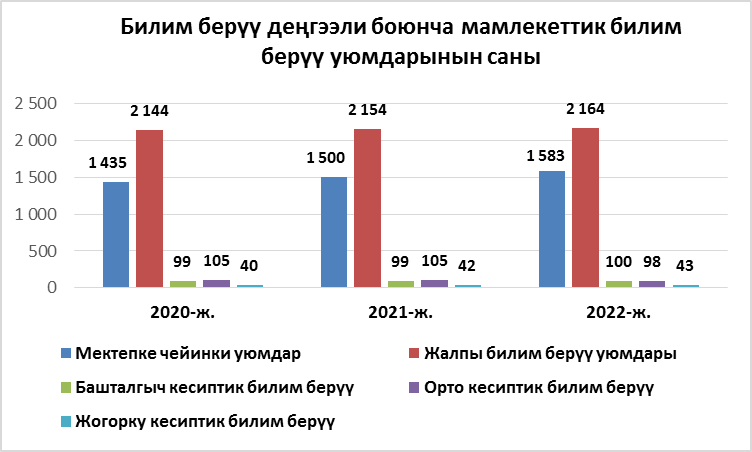 Билим берүү деңгээли боюнча мамлекеттик билим
берүү уюмдарынын саны
2 500
2 000
1 500
1 000
500
0
1 435
2 144
99
105
40
1 500
2 154
99
105
42
1 583
2 164
100
98
43
2020-ж.
2021-ж.
2022-ж.
Мектепке чейинки уюмдар
Жалпы билим берүү уюмдары
Башталгыч кесиптик билим берүү
Орто кесиптик билим берүү
Жогорку кесиптик билим берүү